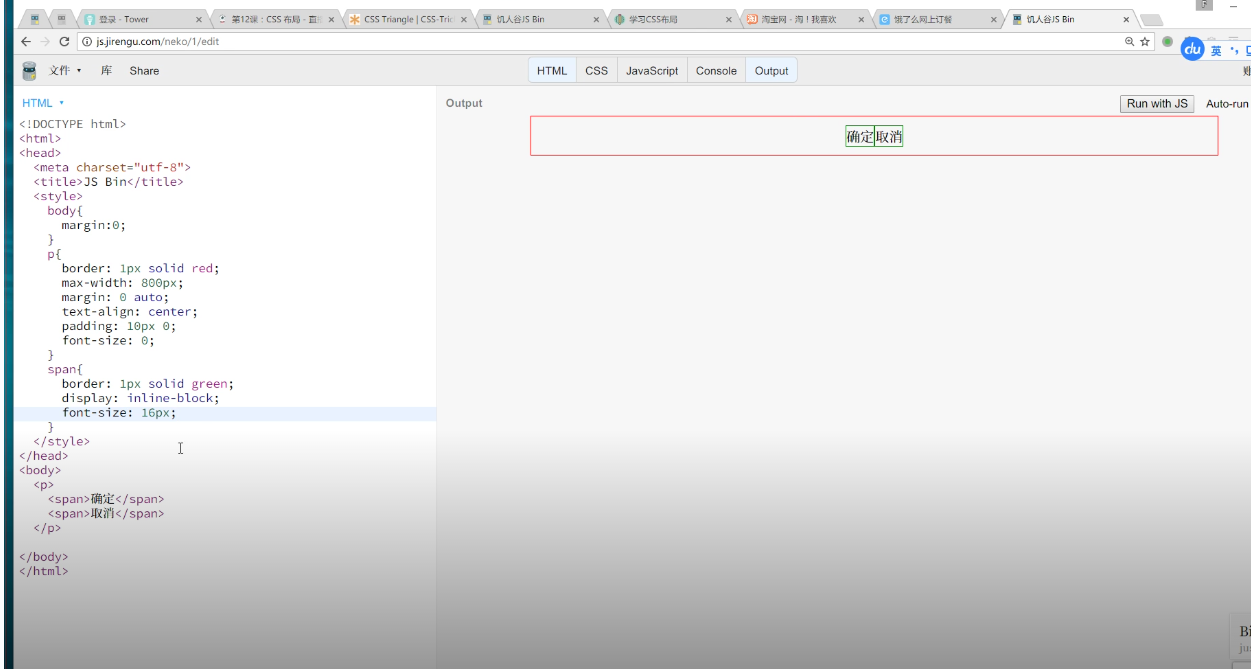 登录 - Tower
第12课：CSS 布局 - 直
CSS Triangle | CSS-Tric
饥人谷JS Bin
学习CSS布局
淘宝网 - 淘！我喜欢
饿了么网上订餐
饥人谷JS Bin
js.jirengu.com/neko/1/edit
du 英
文件 库 Share
HTML CSS JavaScript Console Output
HTML
Output
Run with JS Auto-run
<!DOCTYPE html>
<html>
<head>
<meta charset="utf-8">
<title>JS Bin</title>
<style>
body{
margin:0;
}
p{
border: 1px solid red;
max-width: 800px;
margin: 0 auto;
text-align: center;
padding: 10px 0;
font-size: 0;
}
span{
border: 1px solid green;
display: inline-block;
font-size: 16px;
}
</style>
</head>
<body>
<p>
<span>确定</span>
<span>取消</span>
</p>
</body>
</html>
确定取消